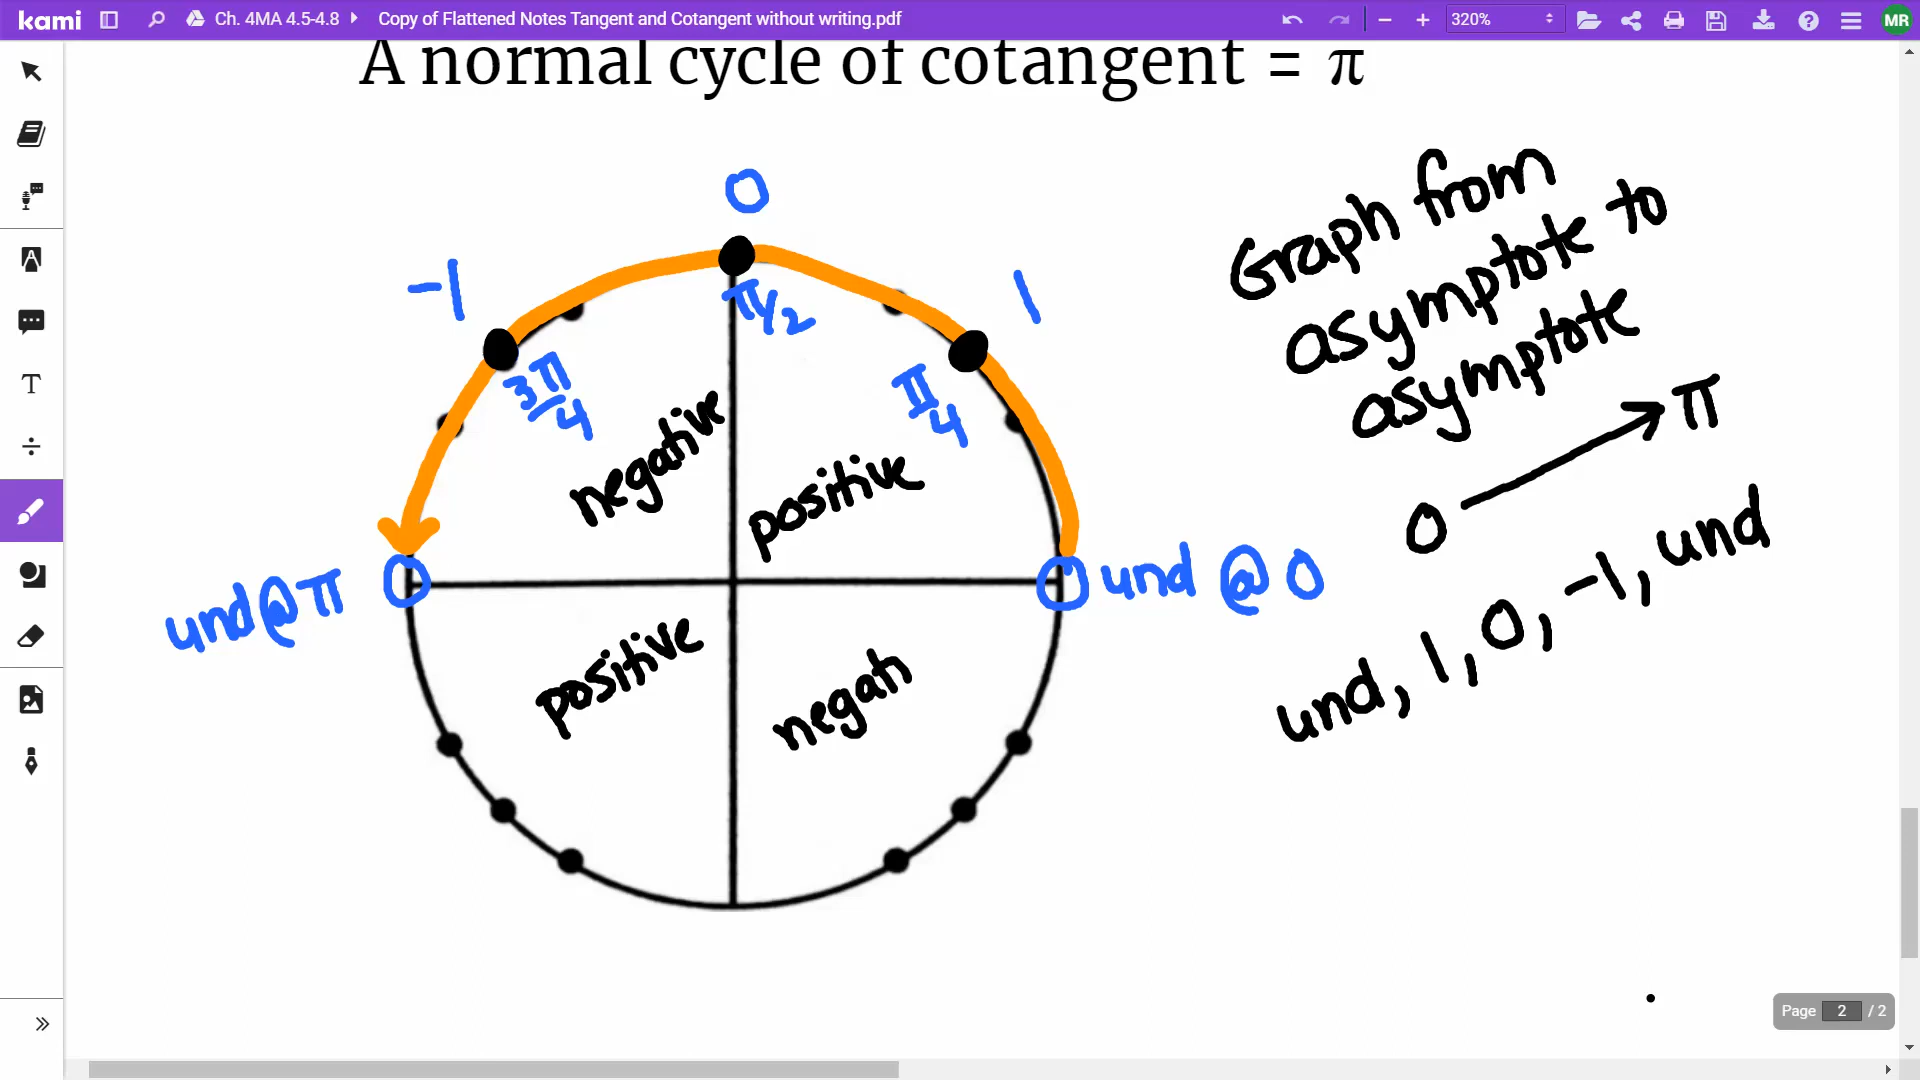 kami
Ch. 4MA 4.5-4.8
Copy of Flattened Notes Tangent and Cotangent without writing.pdf
320%
MR
A normal cycle of cotangent = π
0
-1
1
π/2
3π/4
π/4
negative
positive
und@π
und @ 0
positive
negati
Graph from
asymptote to
asymptote
0 → π
und, 1, 0, -1, und
Page 2 / 2